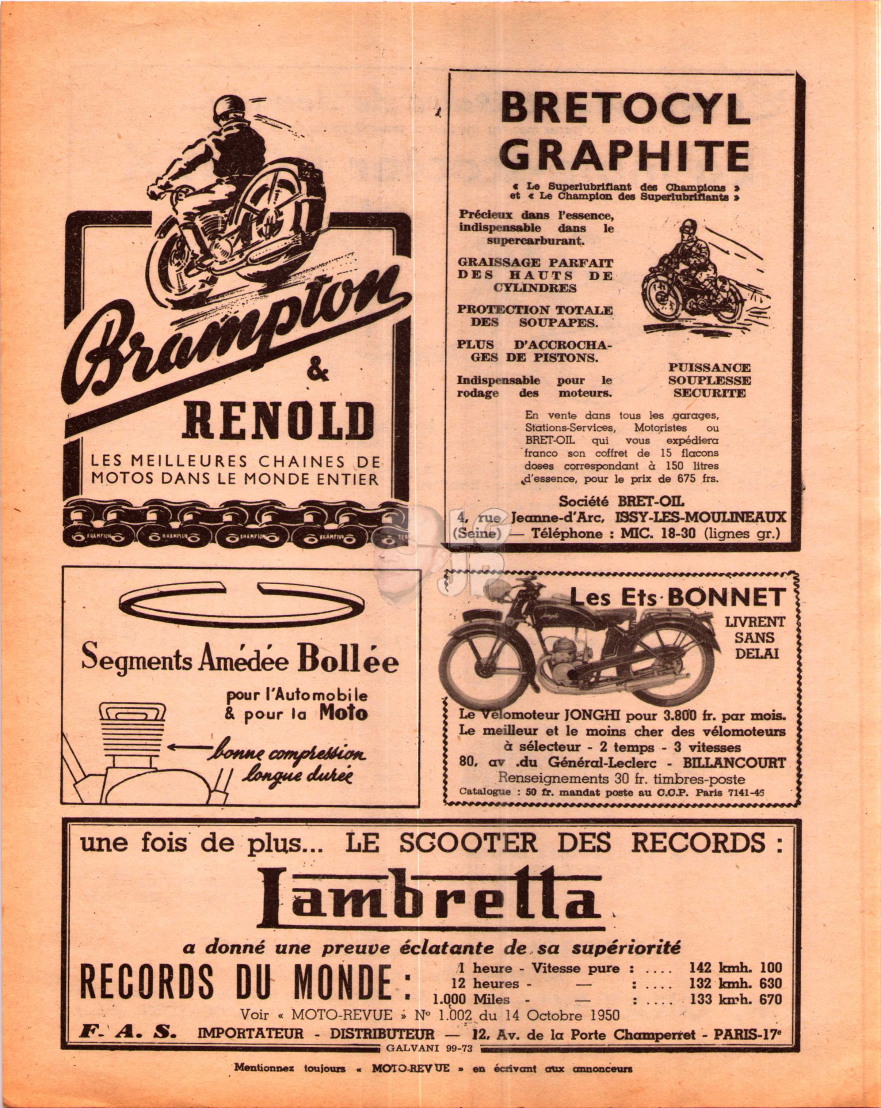 Brampton
&
RENOLD
LES MEILLEURES CHAINES DE
MOTOS DANS LE MONDE ENTIER
BRAMPTON BRAMPTON BRAMPTON BRAMPTON
BRETOCYL
GRAPHITE
« Le Superlubrifiant des Champions »
et « Le Champion des Superlubrifiants »
Précieux dans l'essence,
indispensable dans le
supercarburant.
GRAISSAGE PARFAIT
DES HAUTS DE
CYLINDRES
PROTECTION TOTALE
DES SOUPAPES.
PLUS D'ACCROCHA-
GES DE PISTONS.
Indispensable pour le
rodage des moteurs.
PUISSANCE
SOUPLESSE
SECURITE
En vente dans tous les garages,
Stations-Services, Motoristes ou
BRET-OIL qui vous expédiera
franco son coffret de 15 flacons
doses correspondant à 150 litres
d'essence, pour le prix de 675 frs.
Société BRET-OIL
4, rue Jeanne-d'Arc, ISSY-LES-MOULINEAUX
(Seine) — Téléphone : MIC. 18-30 (lignes gr.)
Segments Amédée Bollée
pour l'Automobile
& pour la Moto
bonne compression
longue durée
Les Ets BONNET
LIVRENT
SANS
DELAI
Le Vélomoteur JONGHI pour 3.800 fr. par mois.
Le meilleur et le moins cher des vélomoteurs
à sélecteur - 2 temps - 3 vitesses
80, av .du Général-Leclerc - BILLANCOURT
Renseignements 30 fr. timbres-poste
Catalogue : 50 fr. mandat poste au C.C.P. Paris 7141-46
une fois de plus... LE SCOOTER DES RECORDS :
Lambretta
a donné une preuve éclatante de sa supériorité
RECORDS DU MONDE :
1 heure - Vitesse pure : .... 142 kmh. 100
12 heures - — : .... 132 kmh. 630
1.000 Miles - — : .... 133 kmh. 670
Voir « MOTO-REVUE » N° 1.002 du 14 Octobre 1950
F. A. S. IMPORTATEUR - DISTRIBUTEUR — 12, Av. de la Porte Champerret - PARIS-17e
GALVANI 99-73
Mentionnez toujours « MOTO-REVUE » en écrivant aux annonceurs